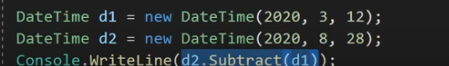 DateTime d1 = new DateTime(2020, 3, 12);
DateTime d2 = new DateTime(2020, 8, 28);
Console.WriteLine(d2.Subtract(d1));